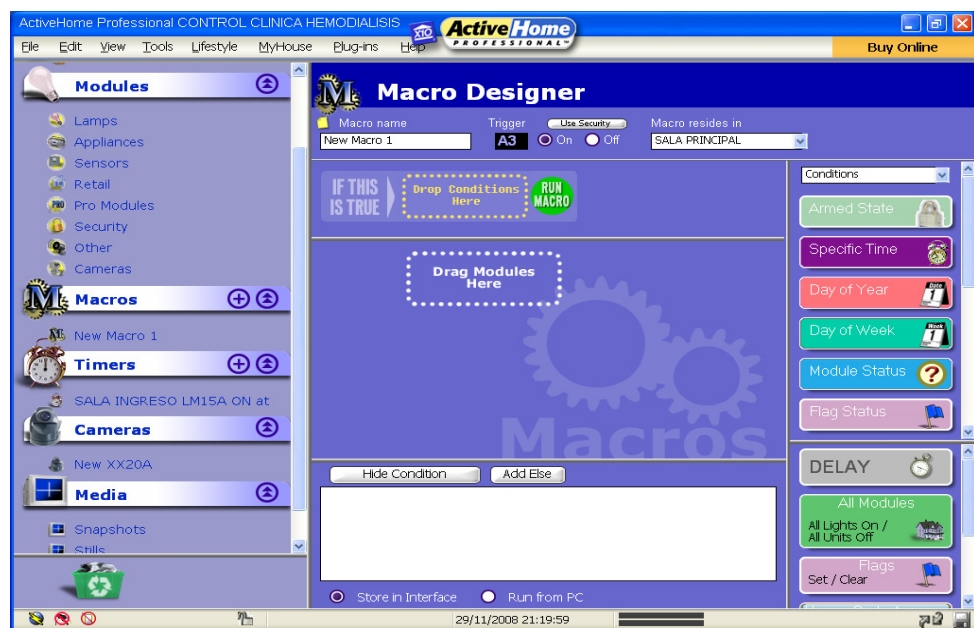 ActiveHome Professional CONTROL CLINICA HEMODIALISIS
X10 ActiveHome
PROFESSIONAL
File Edit View Tools Lifestyle MyHouse Plug-ins Help
Buy Online
Modules
Lamps
Appliances
Sensors
Retail
Pro Modules
Security
Other
Cameras
Macros
New Macro 1
Timers
SALA INGRESO LM15A ON at
Cameras
New XX20A
Media
Snapshots
Stills
Macro Designer
Macro name
Trigger
Use Security
Macro resides in
New Macro 1
A3
On
Off
SALA PRINCIPAL
IF THIS
IS TRUE
Drop Conditions
Here
RUN
MACRO
Drag Modules
Here
Macros
Hide Condition
Add Else
Store in Interface
Run from PC
Conditions
Armed State
Specific Time
Day of Year
Date
1
Day of Week
Week
1
Module Status
?
Flag Status
DELAY
All Modules
All Lights On /
All Units Off
Flags
Set / Clear
29/11/2008 21:19:59